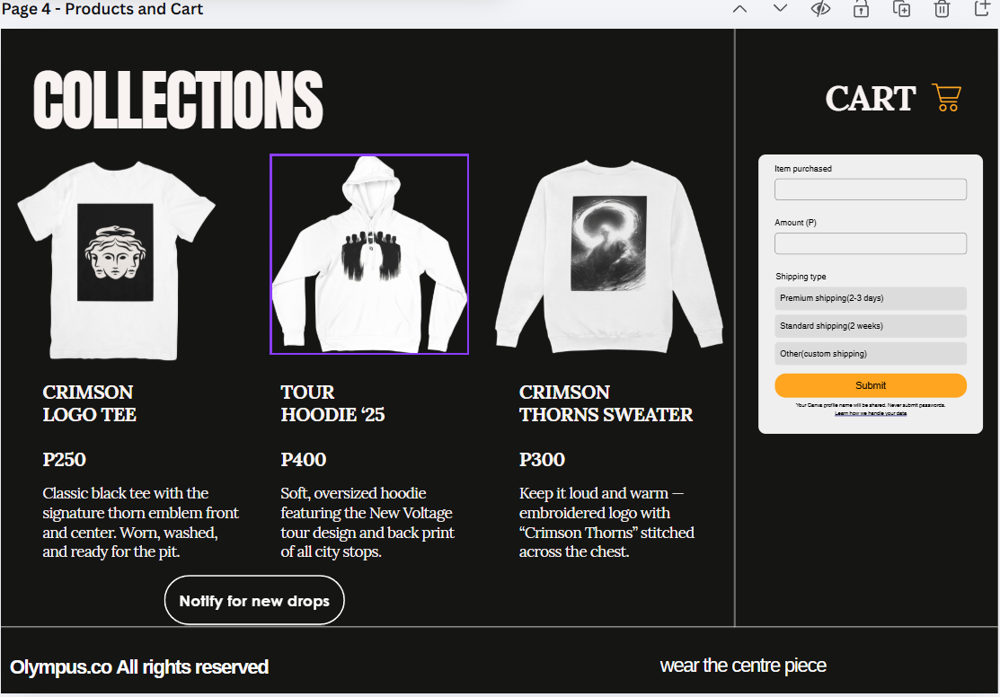 Page 4 - Products and Cart
COLLECTIONS
CRIMSON
LOGO TEE
P250
Classic black tee with the
signature thorn emblem front
and center. Worn, washed,
and ready for the pit.
TOUR
HOODIE ‘25
P400
Soft, oversized hoodie
featuring the New Voltage
tour design and back print
of all city stops.
CRIMSON
THORNS SWEATER
P300
Keep it loud and warm —
embroidered logo with
“Crimson Thorns” stitched
across the chest.
Notify for new drops
CART
Item purchased
Amount (P)
Shipping type
Premium shipping(2-3 days)
Standard shipping(2 weeks)
Other(custom shipping)
Submit
Your Canva profile name will be shared. Never submit passwords.
Learn how we handle your data
Olympus.co All rights reserved
wear the centre piece